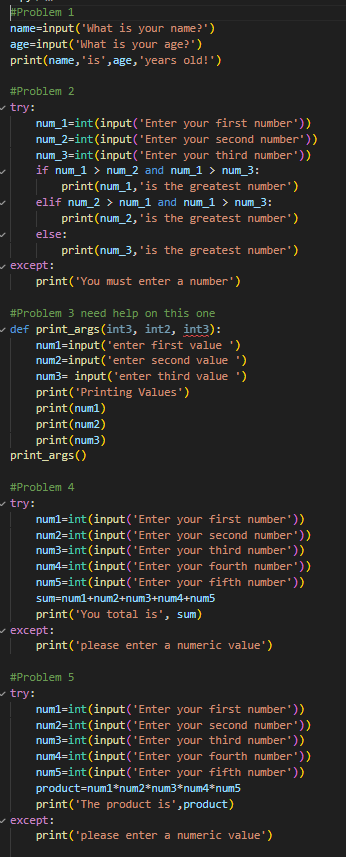 #Problem 1
name=input('What is your name?')
age=input('What is your age?')
print(name,'is',age,'years old!')
#Problem 2
try:
num_1=int(input('Enter your first number'))
num_2=int(input('Enter your second number'))
num_3=int(input('Enter your third number'))
if num_1 > num_2 and num_1 > num_3:
print(num_1,'is the greatest number')
elif num_2 > num_1 and num_1 > num_3:
print(num_2,'is the greatest number')
else:
print(num_3,'is the greatest number')
except:
print('You must enter a number')
#Problem 3 need help on this one
def print_args(int3, int2, int3):
num1=input('enter first value ')
num2=input('enter second value ')
num3= input('enter third value ')
print('Printing Values')
print(num1)
print(num2)
print(num3)
print_args()
#Problem 4
try:
num1=int(input('Enter your first number'))
num2=int(input('Enter your second number'))
num3=int(input('Enter your third number'))
num4=int(input('Enter your fourth number'))
num5=int(input('Enter your fifth number'))
sum=num1+num2+num3+num4+num5
print('You total is', sum)
except:
print('please enter a numeric value')
#Problem 5
try:
num1=int(input('Enter your first number'))
num2=int(input('Enter your second number'))
num3=int(input('Enter your third number'))
num4=int(input('Enter your fourth number'))
num5=int(input('Enter your fifth number'))
product=num1*num2*num3*num4*num5
print('The product is',product)
except:
print('please enter a numeric value')